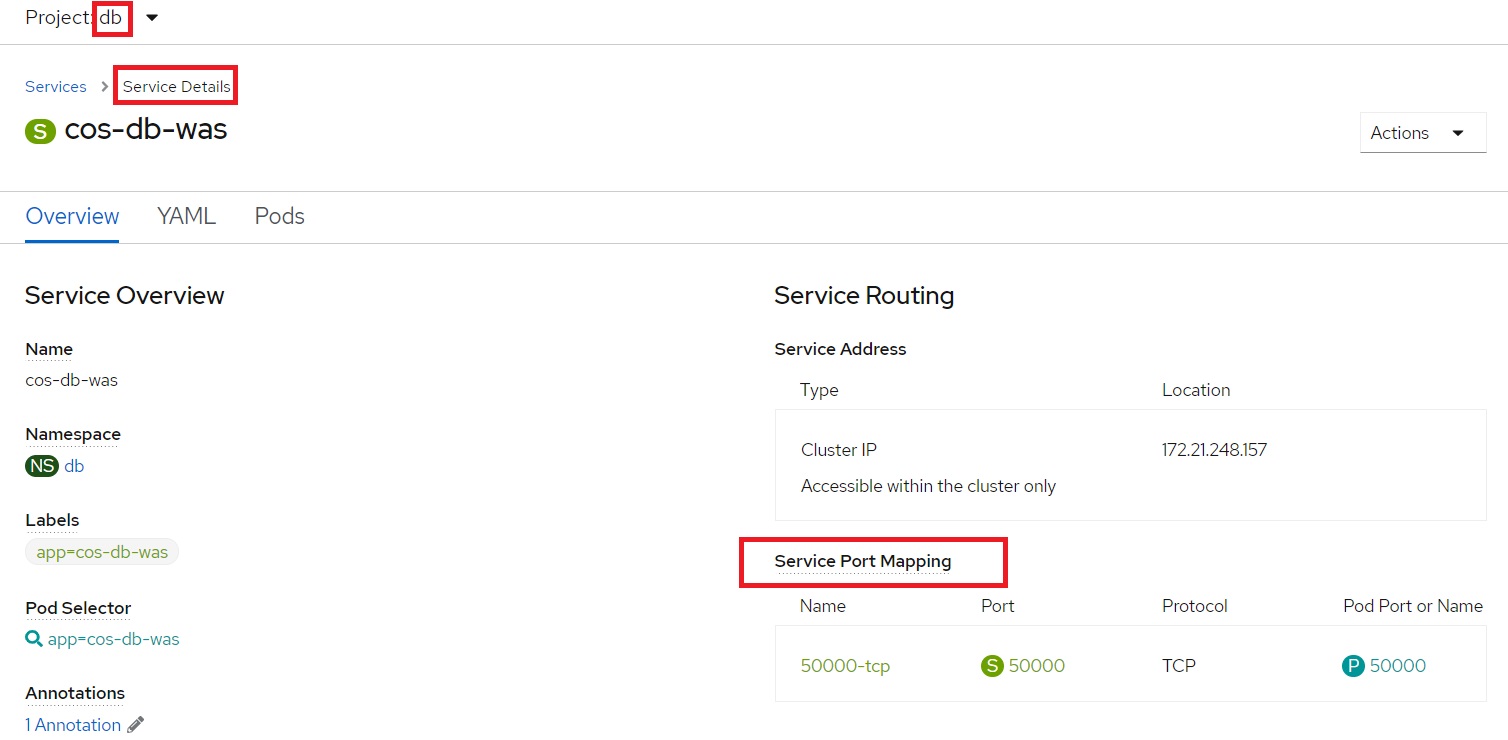 Project: db
Services > Service Details
S cos-db-was
Actions
Overview YAML Pods
Service Overview
Name
cos-db-was
Namespace
NS db
Labels
app=cos-db-was
Pod Selector
app=cos-db-was
Annotations
1 Annotation
Service Routing
Service Address
Type Location
Cluster IP 172.21.248.157
Accessible within the cluster only
Service Port Mapping
Name Port Protocol Pod Port or Name
50000-tcp S 50000 TCP P 50000